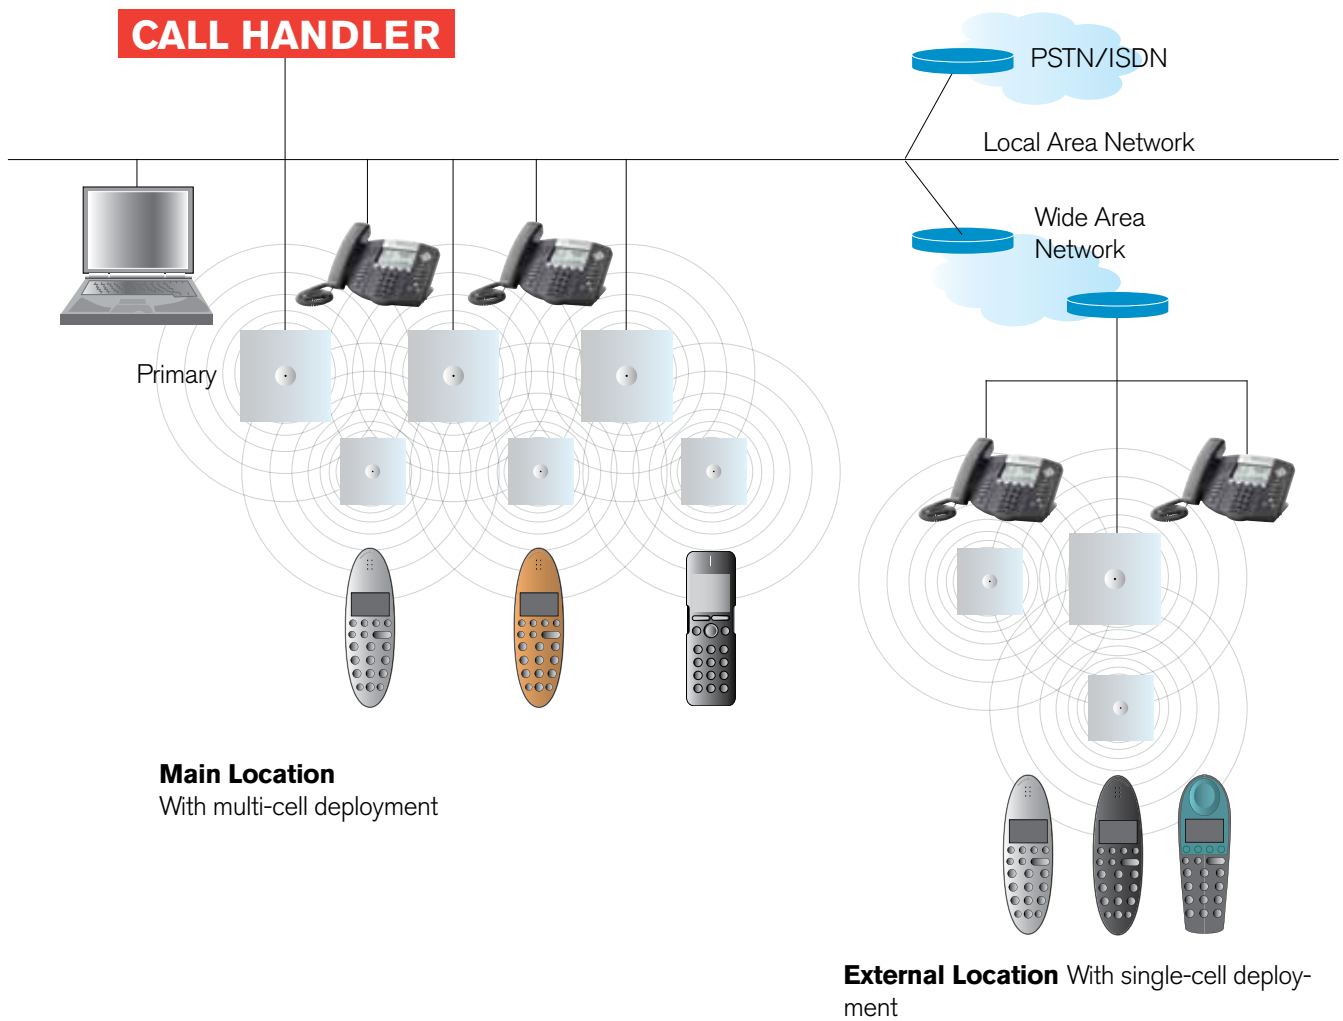 CALL HANDLER
PSTN/ISDN
Local Area Network
Wide Area
Network
Primary
Main Location
With multi-cell deployment
External Location With single-cell deploy-
ment